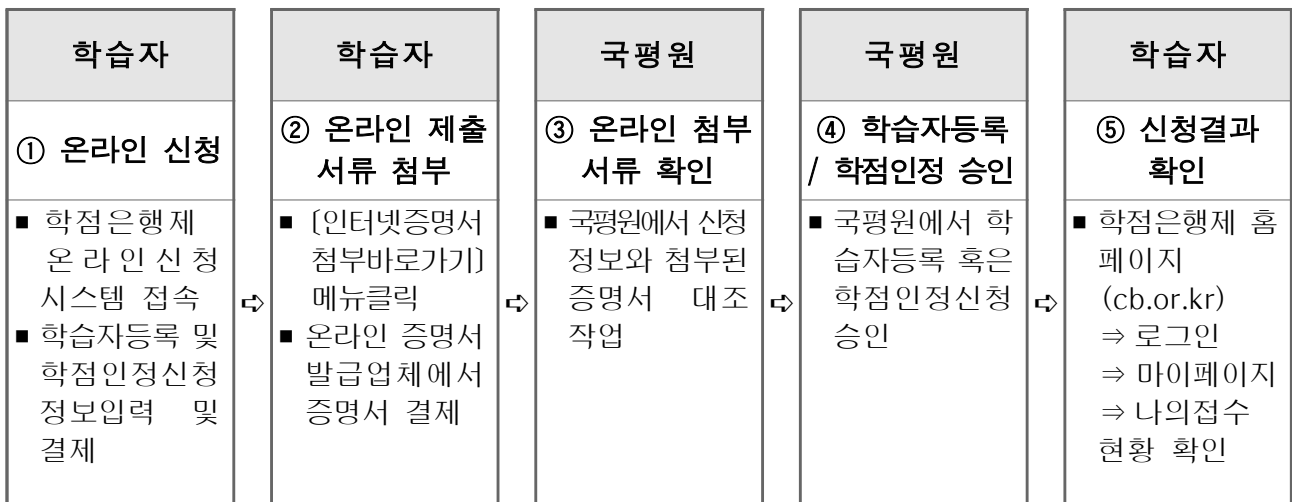 학습자
① 온라인 신청
■ 학점은행제
온라인신청
시스템 접속
■ 학습자등록 및
학점인정신청
정보입력 및
결제
⇨
학습자
② 온라인 제출
서류 첨부
■ [인터넷증명서
첨부바로가기]
메뉴클릭
■ 온라인 증명서
발급업체에서
증명서 결제
⇨
국평원
③ 온라인 첨부
서류 확인
■ 국평원에서 신청
정보와 첨부된
증명서 대조
작업
⇨
국평원
④ 학습자등록
/ 학점인정 승인
■ 국평원에서 학
습자등록 혹은
학점인정신청
승인
⇨
학습자
⑤ 신청결과
확인
■ 학점은행제 홈
페이지
(cb.or.kr)
⇒ 로그인
⇒ 마이페이지
⇒ 나의접수
현황 확인